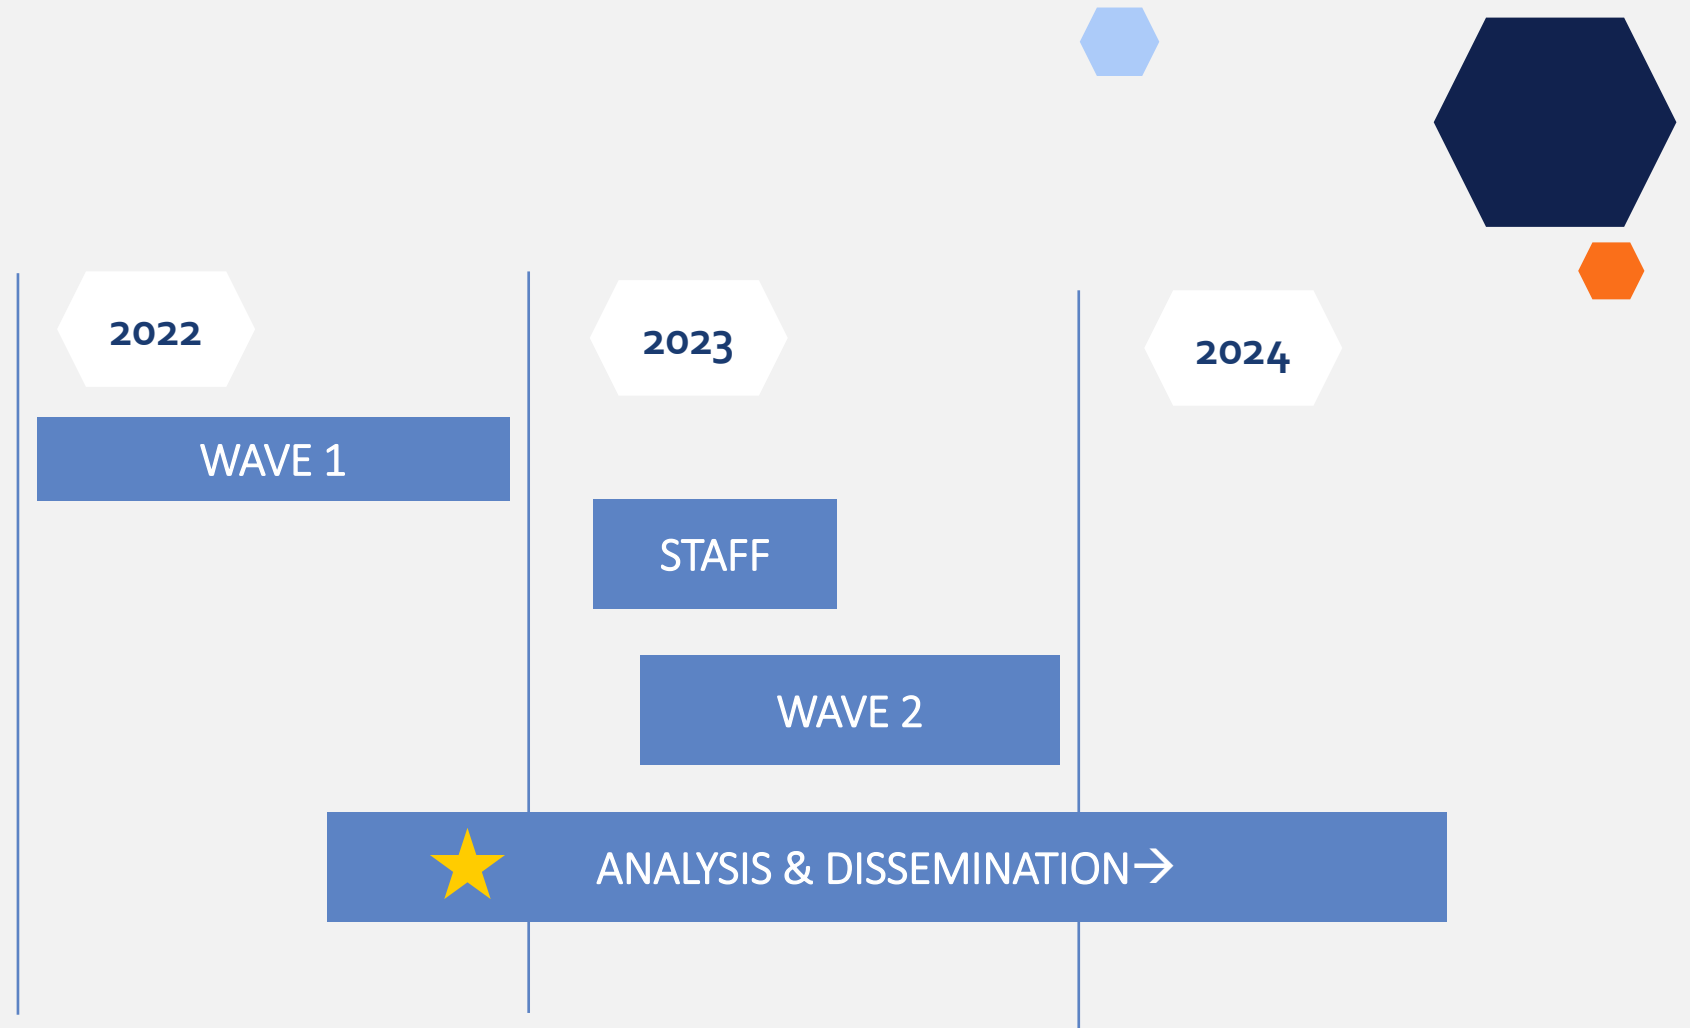 2022
2023
2024
WAVE 1
STAFF
WAVE 2
ANALYSIS & DISSEMINATION→